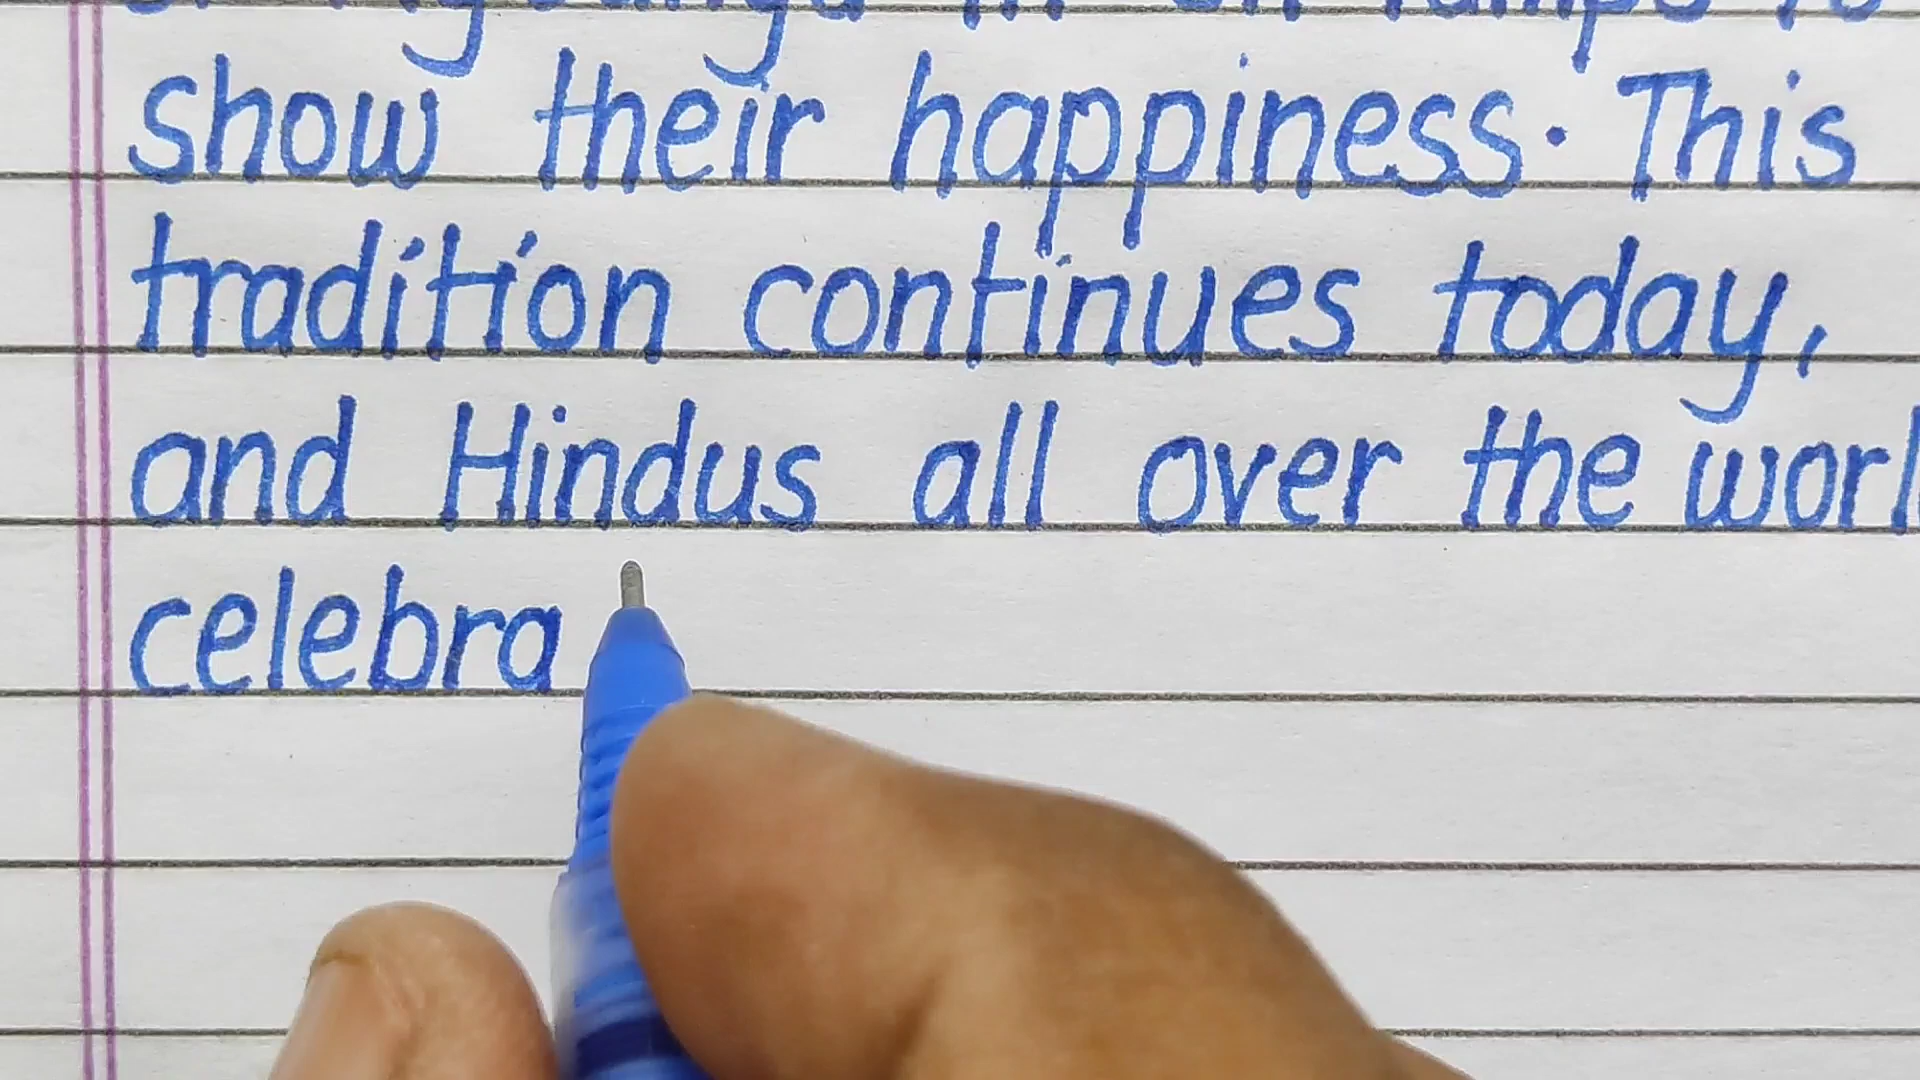 show their happiness. This
tradition continues today,
and Hindus all over the worl
celebra